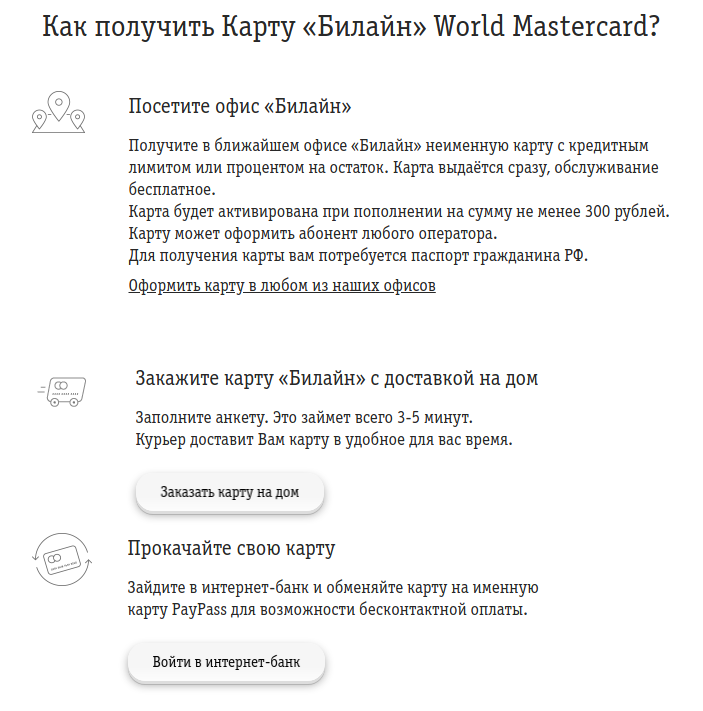 Как получить Карту «Билайн» World Mastercard?
Посетите офис «Билайн»
Получите в ближайшем офисе «Билайн» неименную карту с кредитным
лимитом или процентом на остаток. Карта выдаётся сразу, обслуживание
бесплатное.
Карта будет активирована при пополнении на сумму не менее 300 рублей.
Карту может оформить абонент любого оператора.
Для получения карты вам потребуется паспорт гражданина РФ.
Оформить карту в любом из наших офисов
Закажите карту «Билайн» с доставкой на дом
Заполните анкету. Это займет всего 3-5 минут.
Курьер доставит Вам карту в удобное для вас время.
Заказать карту на дом
Прокачайте свою карту
Зайдите в интернет-банк и обменяйте карту на именную
карту PayPass для возможности бесконтактной оплаты.
Войти в интернет-банк